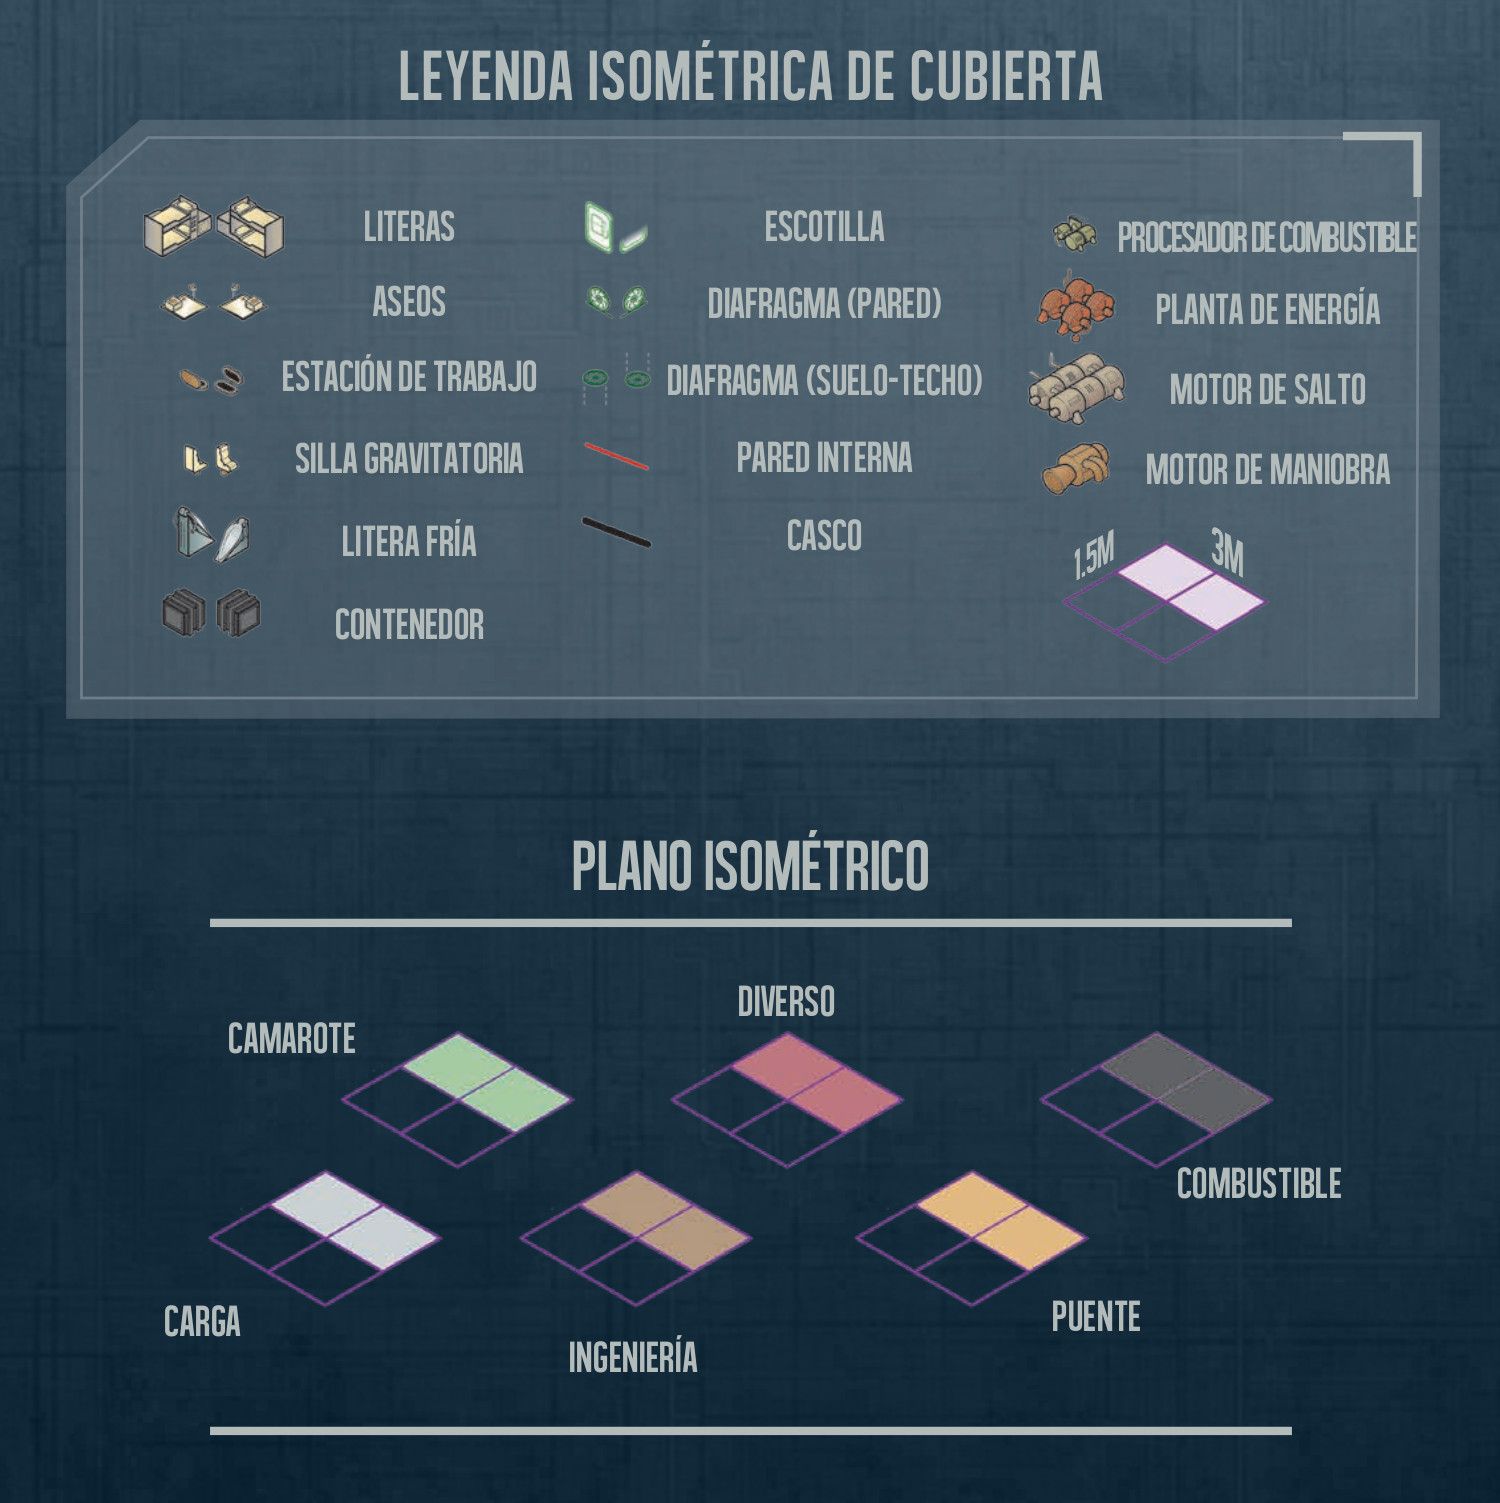 LEYENDA ISOMÉTRICA DE CUBIERTA
LITERAS
ASEOS
ESTACIÓN DE TRABAJO
SILLA GRAVITATORIA
LITERA FRÍA
CONTENEDOR
ESCOTILLA
DIAFRAGMA (PARED)
DIAFRAGMA (SUELO-TECHO)
PARED INTERNA
CASCO
PROCESADOR DE COMBUSTIBLE
PLANTA DE ENERGÍA
MOTOR DE SALTO
MOTOR DE MANIOBRA
1.5M
3M
PLANO ISOMÉTRICO
CAMAROTE
DIVERSO
COMBUSTIBLE
CARGA
INGENIERÍA
PUENTE